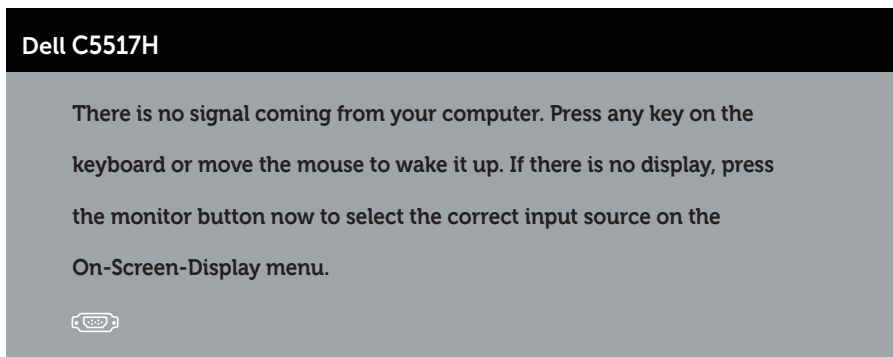 Dell C5517H
There is no signal coming from your computer. Press any key on the
keyboard or move the mouse to wake it up. If there is no display, press
the monitor button now to select the correct input source on the
On-Screen-Display menu.